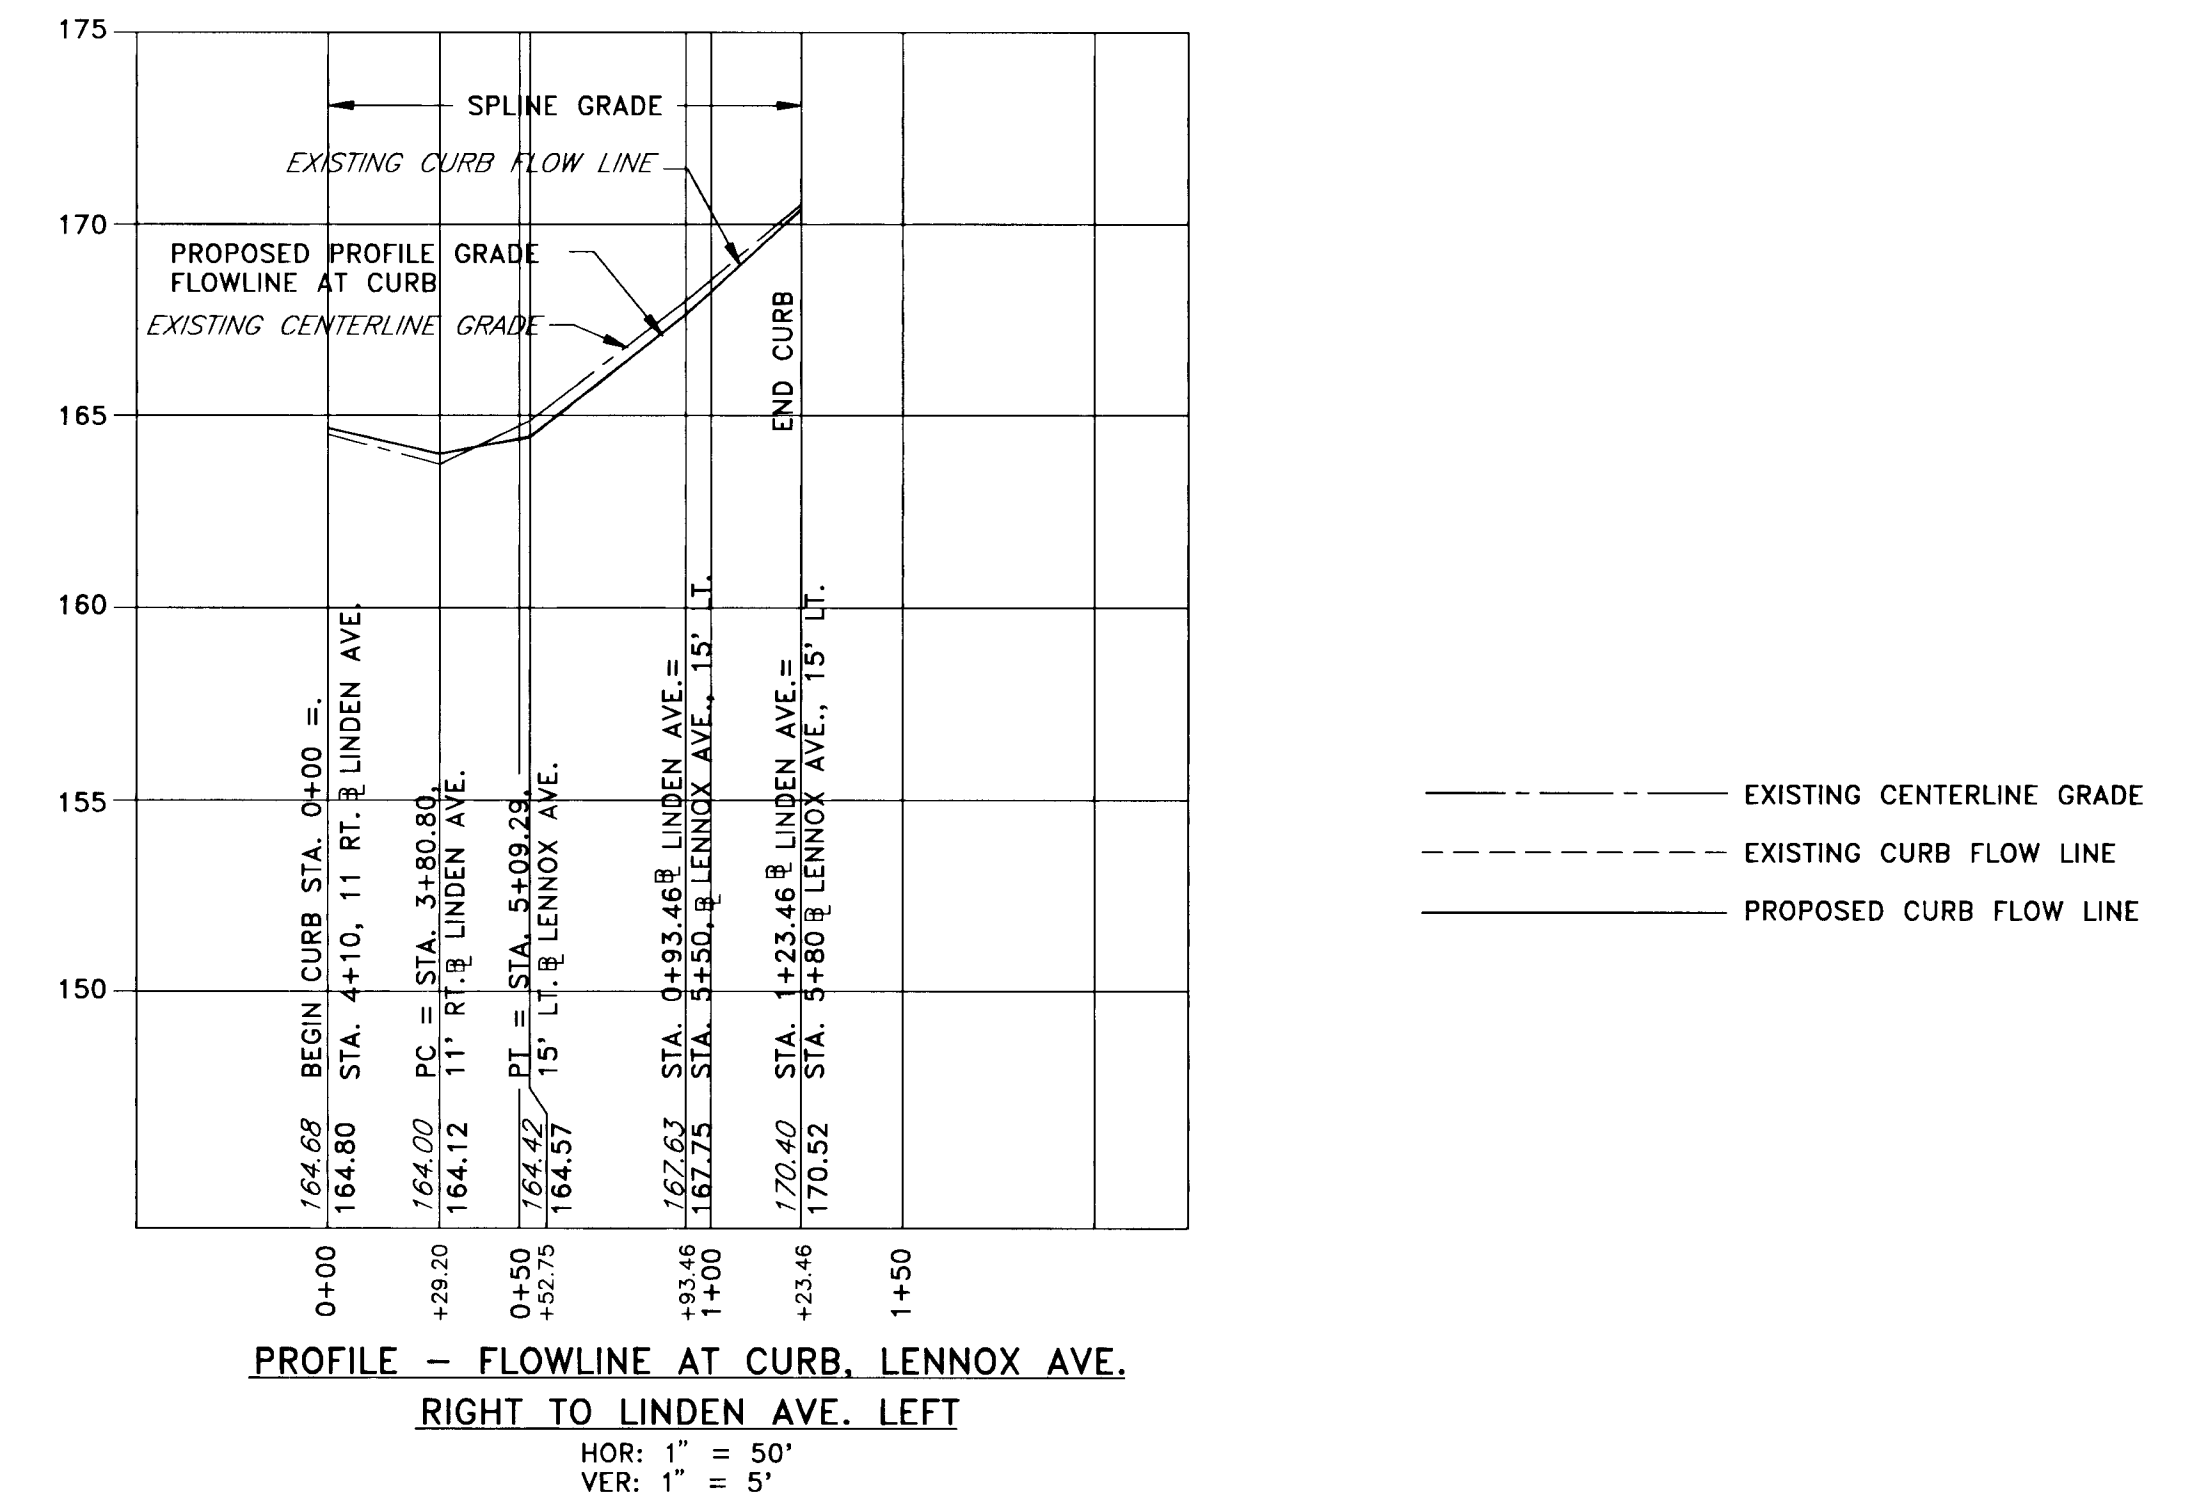 175
170
165
160
155
150
SPLINE GRADE
EXISTING CURB FLOW LINE
PROPOSED PROFILE GRADE
FLOWLINE AT CURB
EXISTING CENTERLINE GRADE
END CURB
BEGIN CURB STA. 0+00 =.
STA. 4+10, 11 RT. ⅊ LINDEN AVE.
PC = STA. 3+80.80,
11' RT. ⅊ LINDEN AVE.
PT = STA. 5+09.29,
15' LT. ⅊ LENNOX AVE.
STA. 0+93.46 ⅊ LINDEN AVE.=
STA. 5+50, ⅊ LENNOX AVE., 15' LT.
STA. 1+23.46 ⅊ LINDEN AVE.=
STA. 5+80 ⅊ LENNOX AVE., 15' LT.
164.68
164.80
164.00
164.12
164.42
164.57
167.63
167.75
170.40
170.52
0+00
+29.20
0+50
+52.75
+93.46
1+00
+23.46
1+50
EXISTING CENTERLINE GRADE
EXISTING CURB FLOW LINE
PROPOSED CURB FLOW LINE
PROFILE – FLOWLINE AT CURB, LENNOX AVE.
RIGHT TO LINDEN AVE. LEFT
HOR: 1" = 50'
VER: 1" = 5'